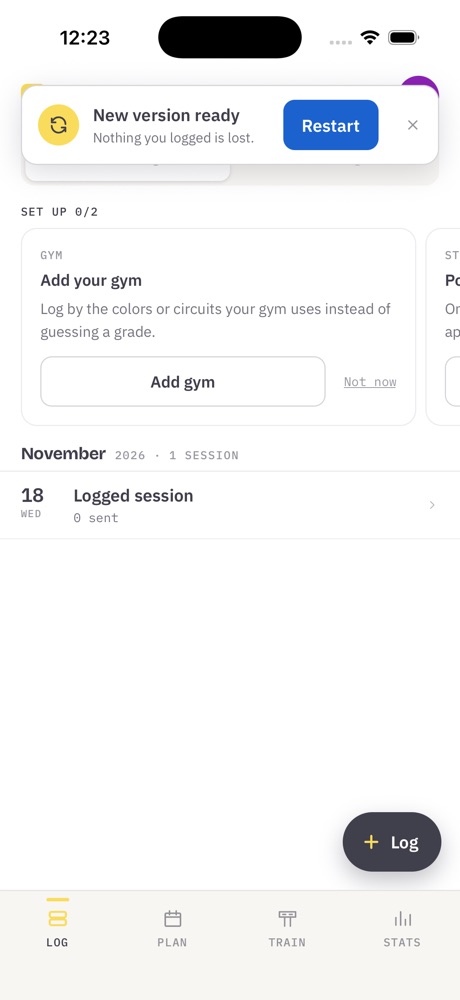 12:23
New version ready
Nothing you logged is lost.
Restart
SET UP 0/2
GYM
Add your gym
Log by the colors or circuits your gym uses instead of
guessing a grade.
Add gym
Not now
November 2026 · 1 SESSION
18
WED
Logged session
0 sent
+ Log
LOG
PLAN
TRAIN
STATS